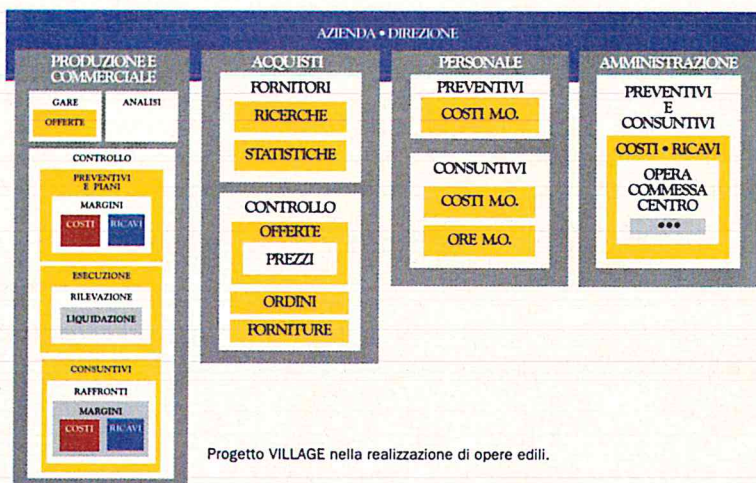 AZIENDA • DIREZIONE
PRODUZIONE E
COMMERCIALE
GARE
OFFERTE
ANALISI
CONTROLLO
PREVENTIVI
E PIANI
MARGINI
COSTI
RICAVI
ESECUZIONE
RILEVAZIONE
LIQUIDAZIONE
CONSUNTIVI
RAFFRONTI
MARGINI
COSTI
RICAVI
ACQUISTI
FORNITORI
RICERCHE
STATISTICHE
CONTROLLO
OFFERTE
PREZZI
ORDINI
FORNITURE
PERSONALE
PREVENTIVI
COSTI M.O.
CONSUNTIVI
COSTI M.O.
ORE M.O.
AMMINISTRAZIONE
PREVENTIVI
E
CONSUNTIVI
COSTI • RICAVI
OPERA
COMMESSA
CENTRO
•••
Progetto VILLAGE nella realizzazione di opere edili.